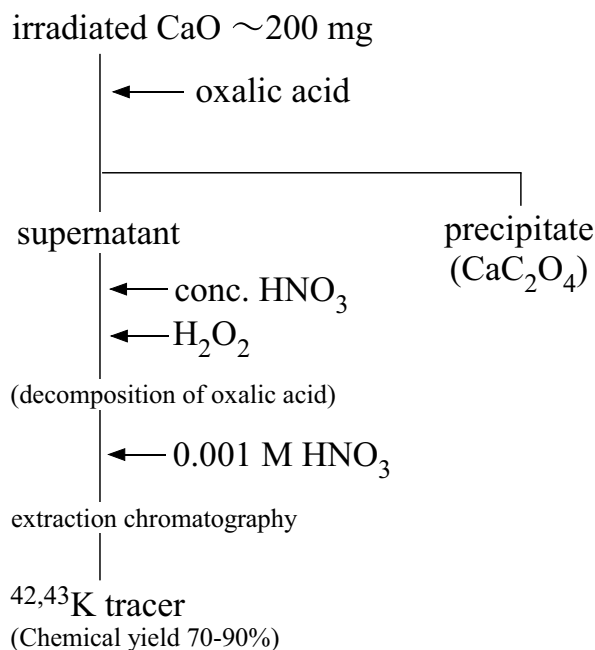 irradiated CaO ～200 mg
oxalic acid
supernatant
precipitate
(CaC₂O₄)
conc. HNO₃
H₂O₂
(decomposition of oxalic acid)
0.001 M HNO₃
extraction chromatography
⁴²,⁴³K tracer
(Chemical yield 70-90%)